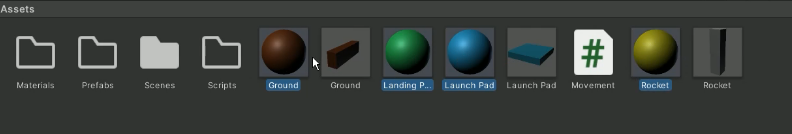 Assets
Materials
Prefabs
Scenes
Scripts
Ground
Ground
Landing P...
Launch Pad
Launch Pad
Movement
Rocket
Rocket